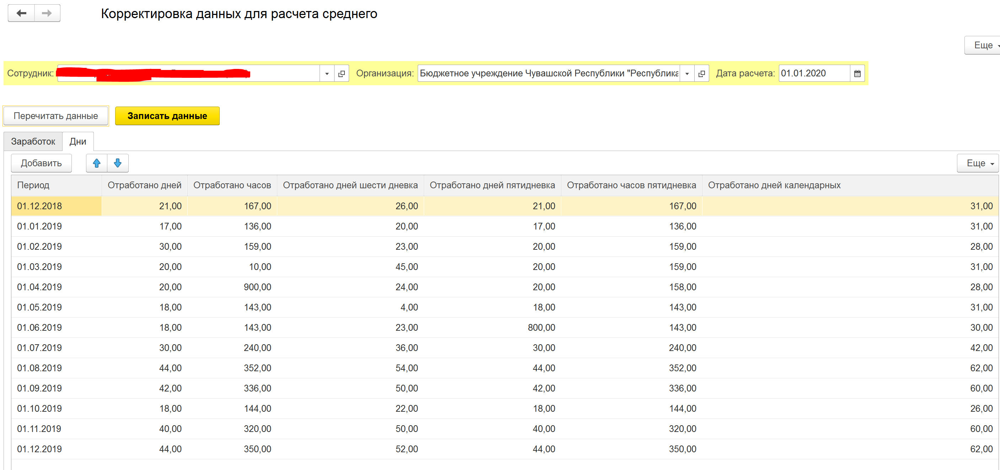 Корректировка данных для расчета среднего
Еще
Сотрудник: Организация: Бюджетное учреждение Чувашской Республики "Республика Дата расчета: 01.01.2020
Перечитать данные Записать данные
Заработок Дни
Добавить Еще
Период Отработано дней Отработано часов Отработано дней шести дневка Отработано дней пятидневка Отработано часов пятидневка Отработано дней календарных
01.12.2018 21,00 167,00 26,00 21,00 167,00 31,00
01.01.2019 17,00 136,00 20,00 17,00 136,00 31,00
01.02.2019 30,00 159,00 23,00 20,00 159,00 28,00
01.03.2019 20,00 10,00 45,00 20,00 159,00 31,00
01.04.2019 20,00 900,00 24,00 20,00 158,00 28,00
01.05.2019 18,00 143,00 4,00 18,00 143,00 31,00
01.06.2019 18,00 143,00 23,00 800,00 143,00 30,00
01.07.2019 30,00 240,00 36,00 30,00 240,00 42,00
01.08.2019 44,00 352,00 54,00 44,00 352,00 62,00
01.09.2019 42,00 336,00 50,00 42,00 336,00 60,00
01.10.2019 18,00 144,00 22,00 18,00 144,00 26,00
01.11.2019 40,00 320,00 50,00 40,00 320,00 60,00
01.12.2019 44,00 350,00 52,00 44,00 350,00 62,00